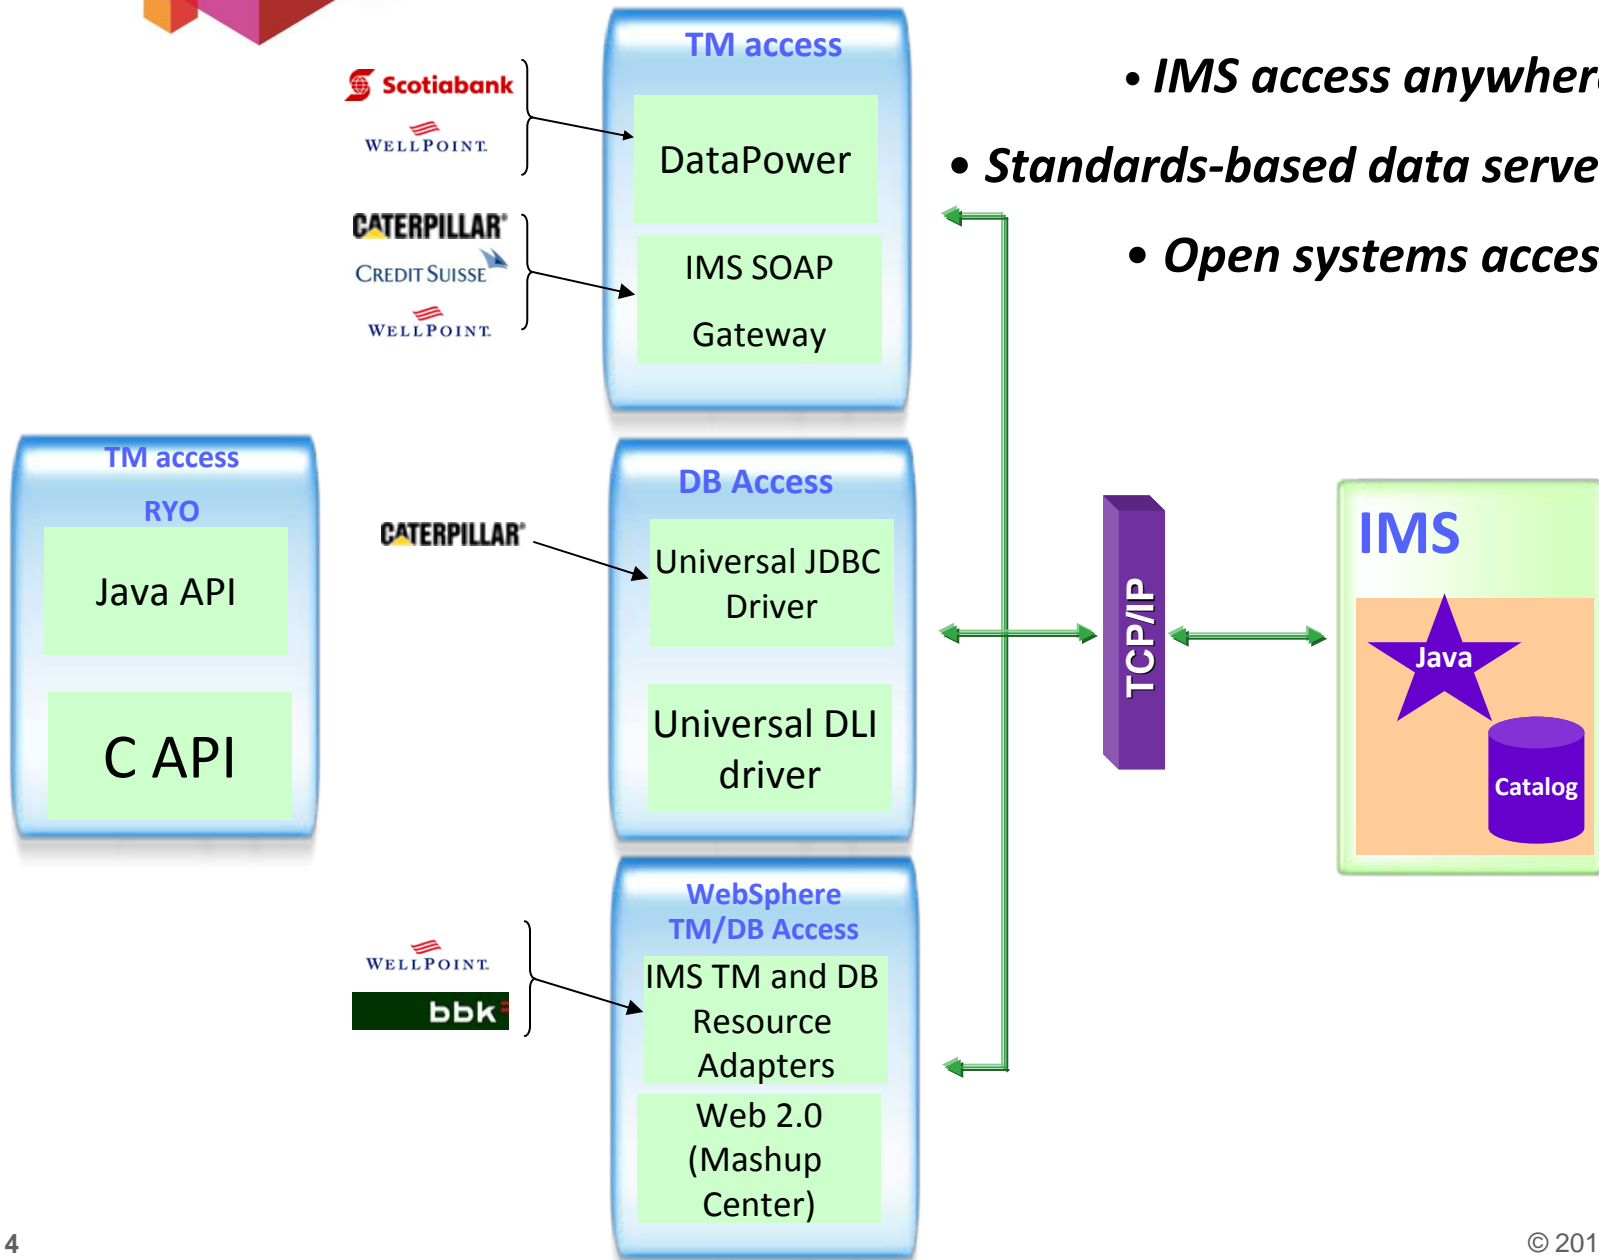 TM access
DataPower
IMS SOAP
Gateway
Scotiabank
WELLPOINT.
CATERPILLAR®
CREDIT SUISSE
WELLPOINT.
• IMS access anywhere
• Standards-based data serve
• Open systems acces
TM access
RYO
Java API
C API
CATERPILLAR®
DB Access
Universal JDBC
Driver
Universal DLI
driver
TCP/IP
IMS
Java
Catalog
WELLPOINT.
bbk
WebSphere
TM/DB Access
IMS TM and DB
Resource
Adapters
Web 2.0
(Mashup
Center)
4
© 201